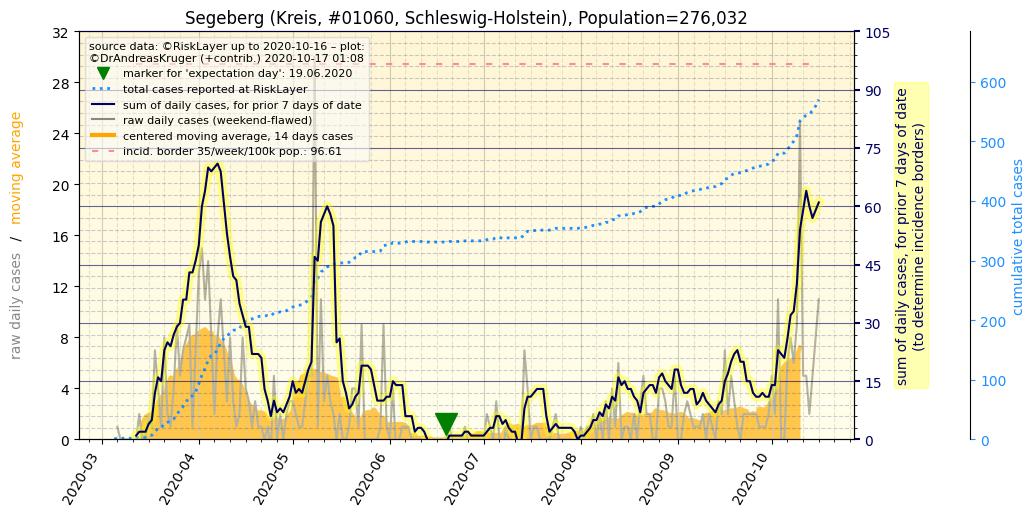 Segeberg (Kreis, #01060, Schleswig-Holstein), Population=276,032
source data: ©RiskLayer up to 2020-10-16 – plot:
©DrAndreasKruger (+contrib.) 2020-10-17 01:08
marker for 'expectation day': 19.06.2020
total cases reported at RiskLayer
sum of daily cases, for prior 7 days of date
raw daily cases (weekend-flawed)
centered moving average, 14 days cases
incid. border 35/week/100k pop.: 96.61
raw daily cases / moving average
32
28
24
20
16
12
8
4
0
105
90
75
60
45
30
15
0
sum of daily cases, for prior 7 days of date
(to determine incidence borders)
600
500
400
300
200
100
0
cumulative total cases
2020-03
2020-04
2020-05
2020-06
2020-07
2020-08
2020-09
2020-10